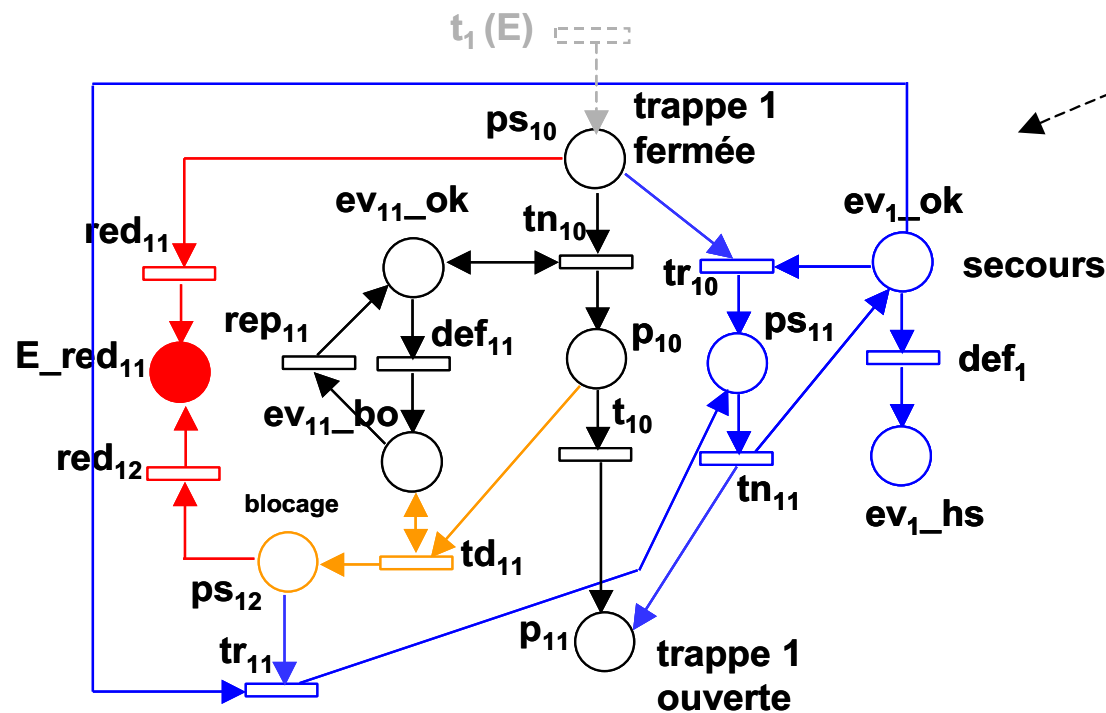 t₁ (E)
ps₁₀
trappe 1
fermée
ev₁₁_ok
ev₁_ok
red₁₁
tn₁₀
tr₁₀
secours
rep₁₁
def₁₁
p₁₀
ps₁₁
E_red₁₁
def₁
ev₁₁_bo
t₁₀
red₁₂
blocage
tn₁₁
ev₁_hs
td₁₁
ps₁₂
p₁₁
tr₁₁
trappe 1
ouverte